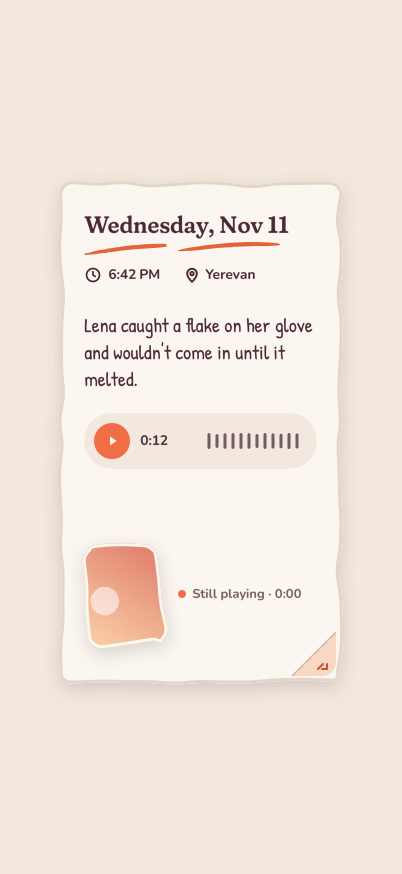 Wednesday, Nov 11
6:42 PM Yerevan
Lena caught a flake on her glove
and wouldn't come in until it
melted.
0:12
Still playing · 0:00